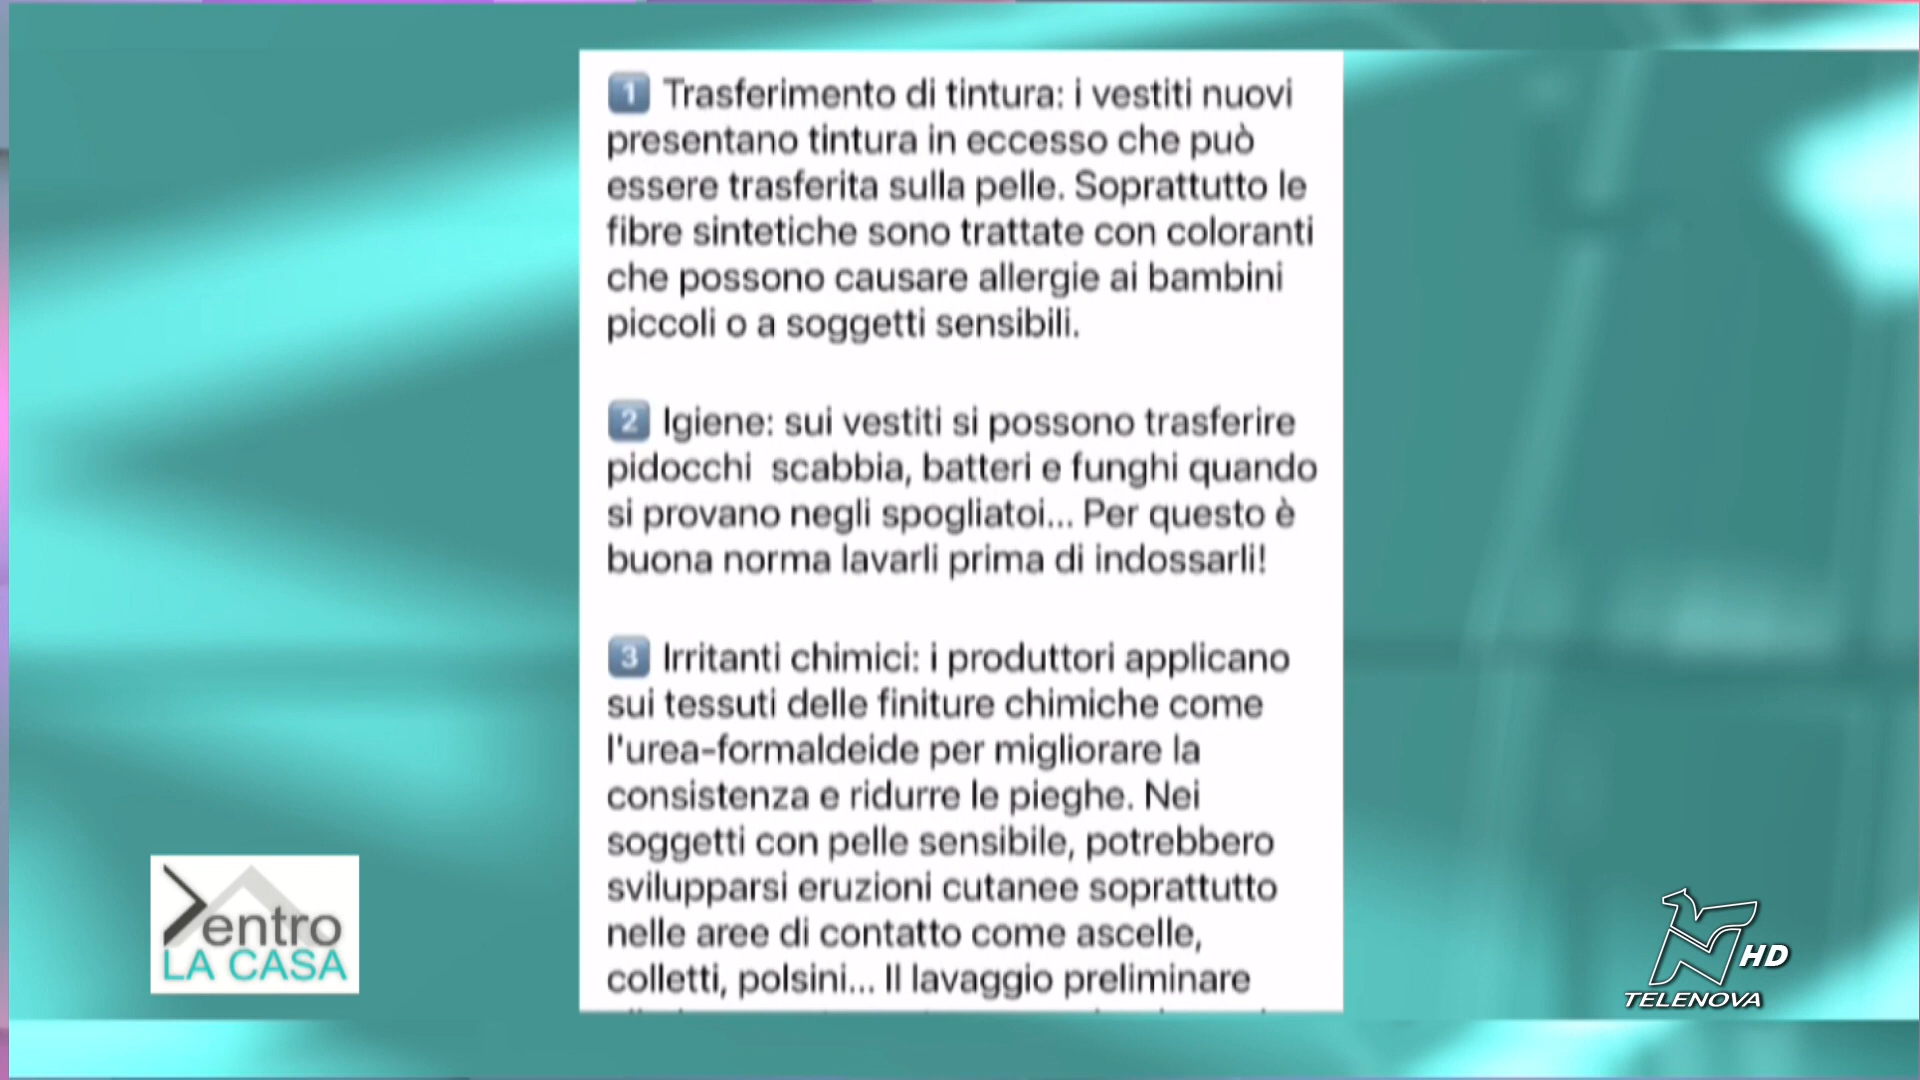 1 Trasferimento di tintura: i vestiti nuovi
presentano tintura in eccesso che può
essere trasferita sulla pelle. Soprattutto le
fibre sintetiche sono trattate con coloranti
che possono causare allergie ai bambini
piccoli o a soggetti sensibili.
2 Igiene: sui vestiti si possono trasferire
pidocchi scabbia, batteri e funghi quando
si provano negli spogliatoi... Per questo è
buona norma lavarli prima di indossarli!
3 Irritanti chimici: i produttori applicano
sui tessuti delle finiture chimiche come
l'urea-formaldeide per migliorare la
consistenza e ridurre le pieghe. Nei
soggetti con pelle sensibile, potrebbero
svilupparsi eruzioni cutanee soprattutto
nelle aree di contatto come ascelle,
colletti, polsini... Il lavaggio preliminare
Dentro
LA CASA
HD
TELENOVA